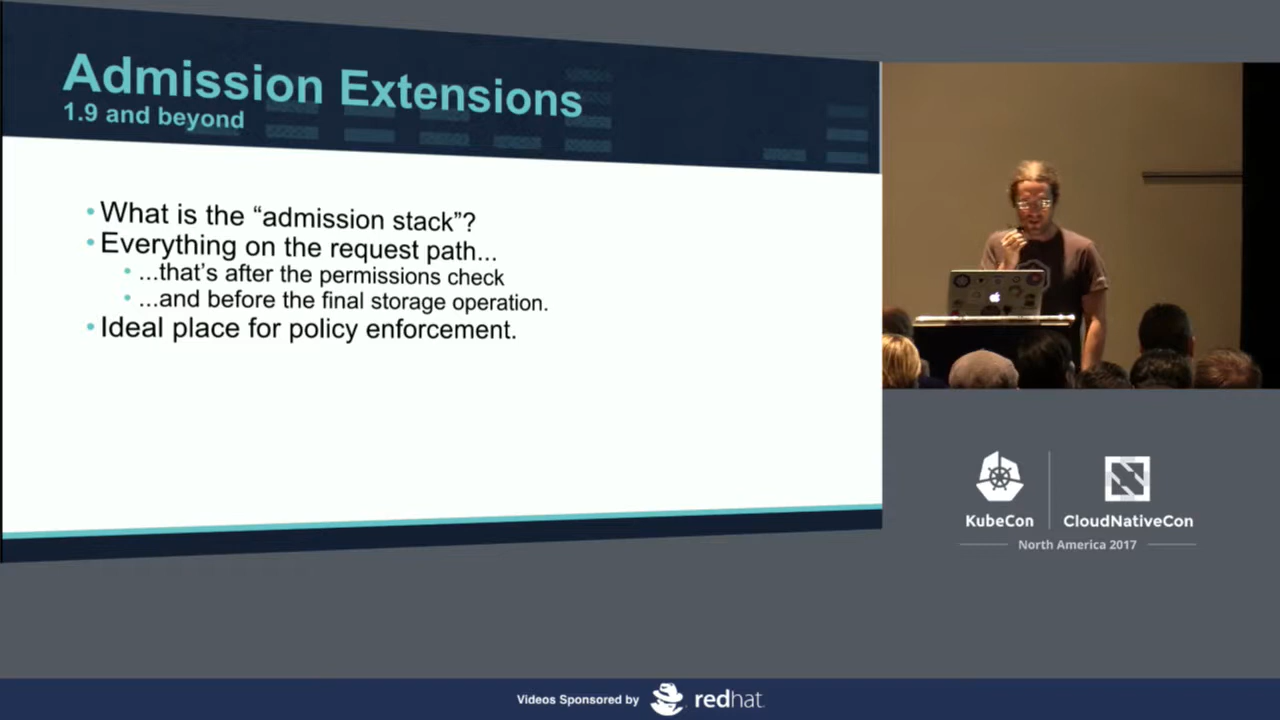 Admission Extensions
1.9 and beyond
•What is the “admission stack”?
•Everything on the request path...
•...that’s after the permissions check
•...and before the final storage operation.
•Ideal place for policy enforcement.
KubeCon
CloudNativeCon
North America 2017
Videos Sponsored by
redhat.